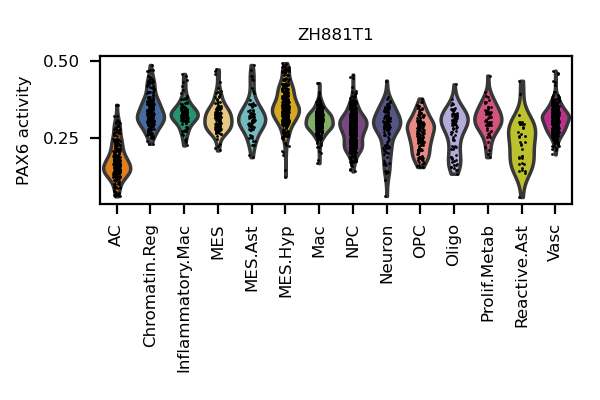 ZH881T1
PAX6 activity
0.50
0.25
AC
Chromatin.Reg
Inflammatory.Mac
MES
MES.Ast
MES.Hyp
Mac
NPC
Neuron
OPC
Oligo
Prolif.Metab
Reactive.Ast
Vasc